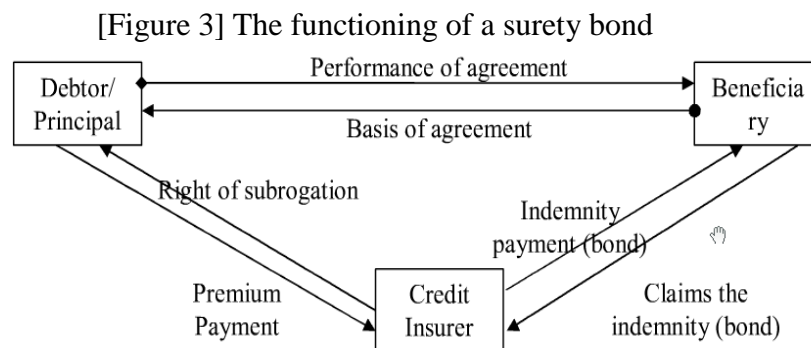 [Figure 3] The functioning of a surety bond
Performance of agreement
Debtor/
Principal
Beneficia
ry
Basis of agreement
Right of subrogation
Indemnity
payment (bond)
Premium
Payment
Credit
Insurer
Claims the
indemnity (bond)